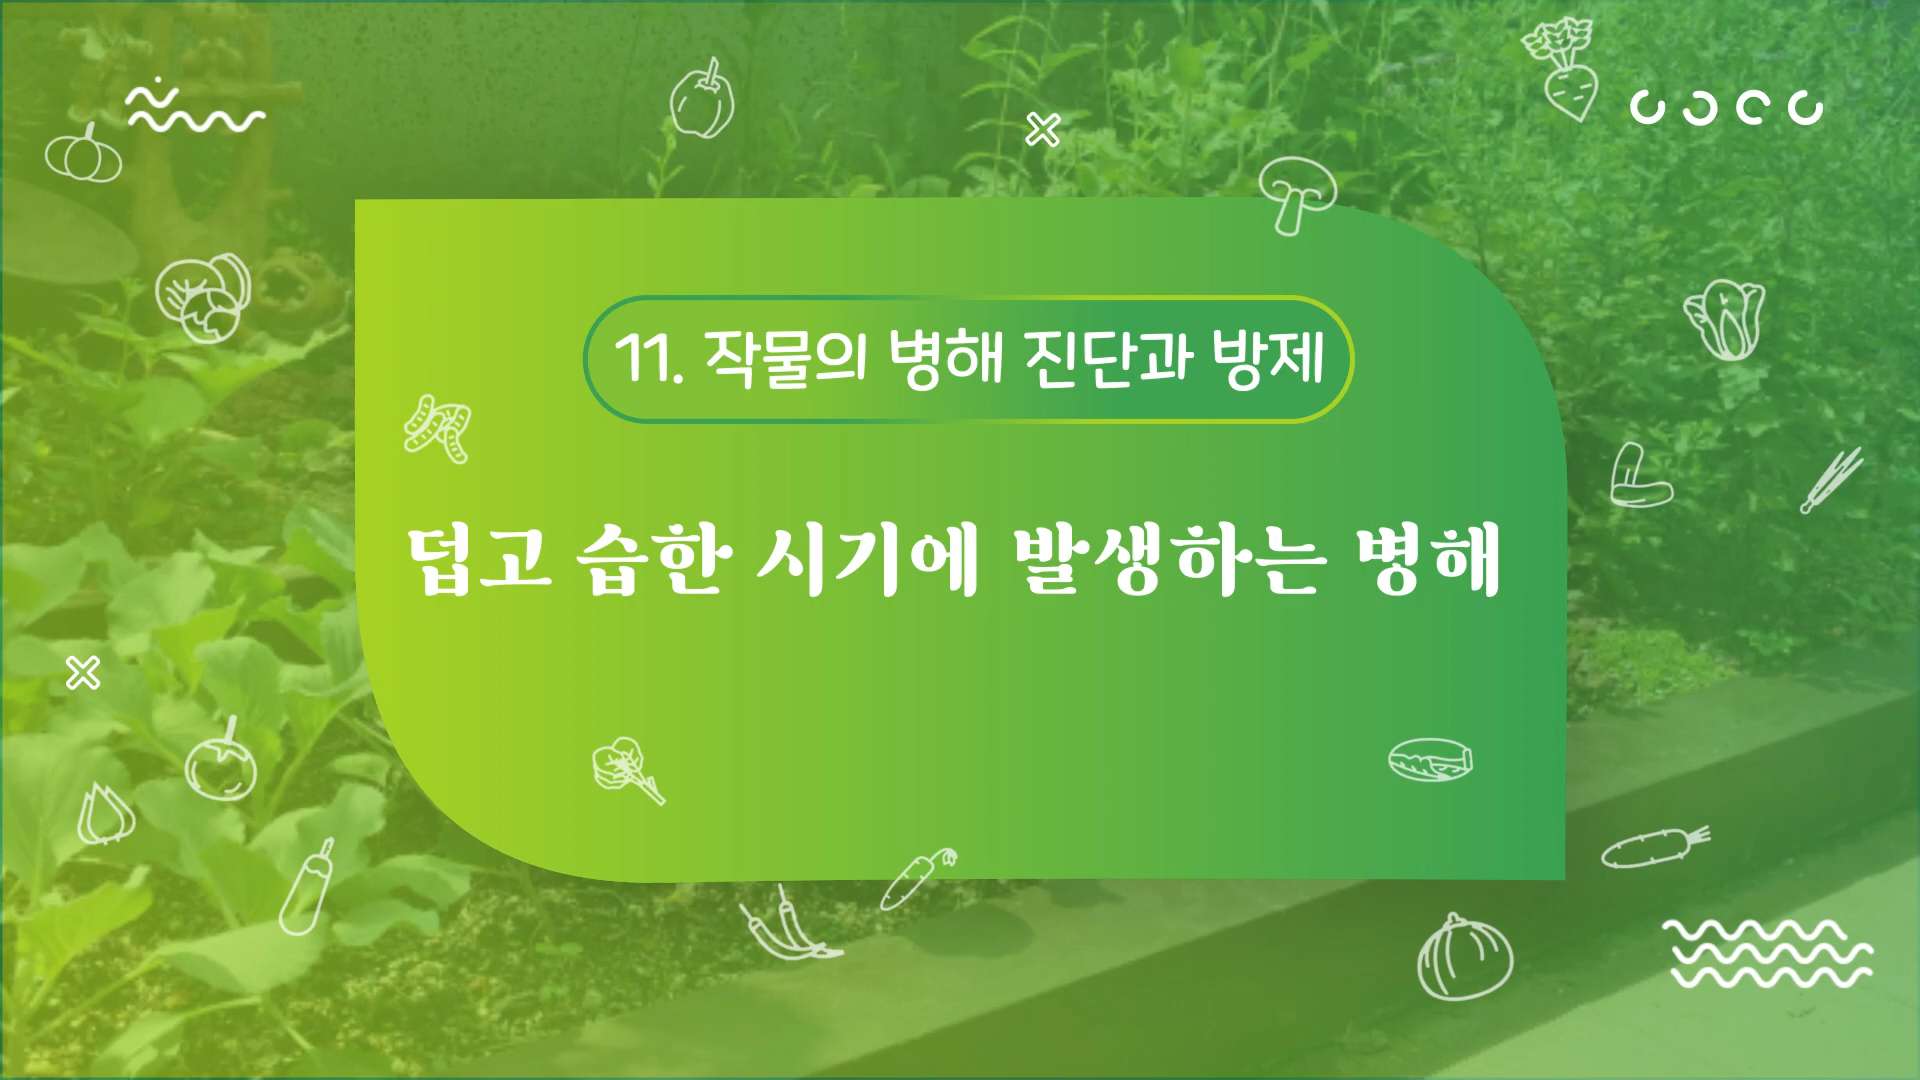 11. 작물의 병해 진단과 방제
덥고 습한 시기에 발생하는 병해